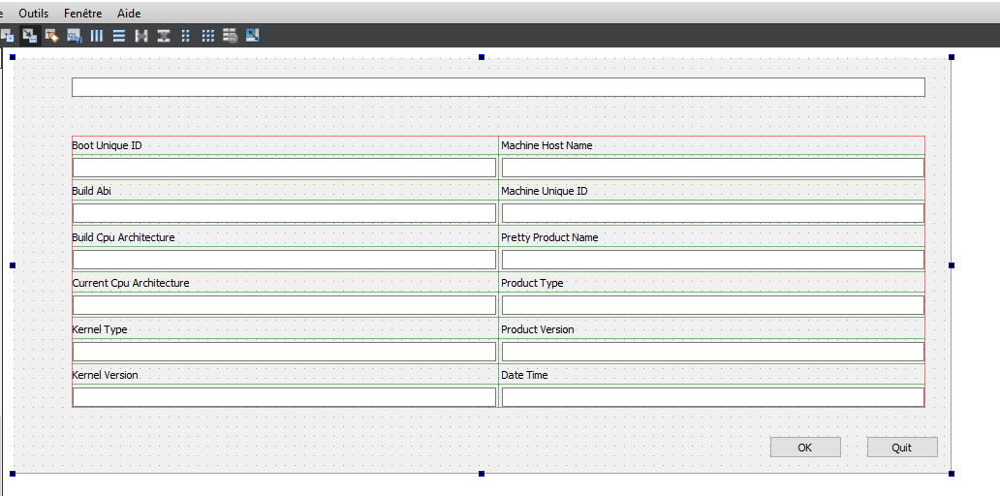 Outils Fenêtre Aide
Boot Unique ID Machine Host Name
Build Abi Machine Unique ID
Build Cpu Architecture Pretty Product Name
Current Cpu Architecture Product Type
Kernel Type Product Version
Kernel Version Date Time
OK Quit